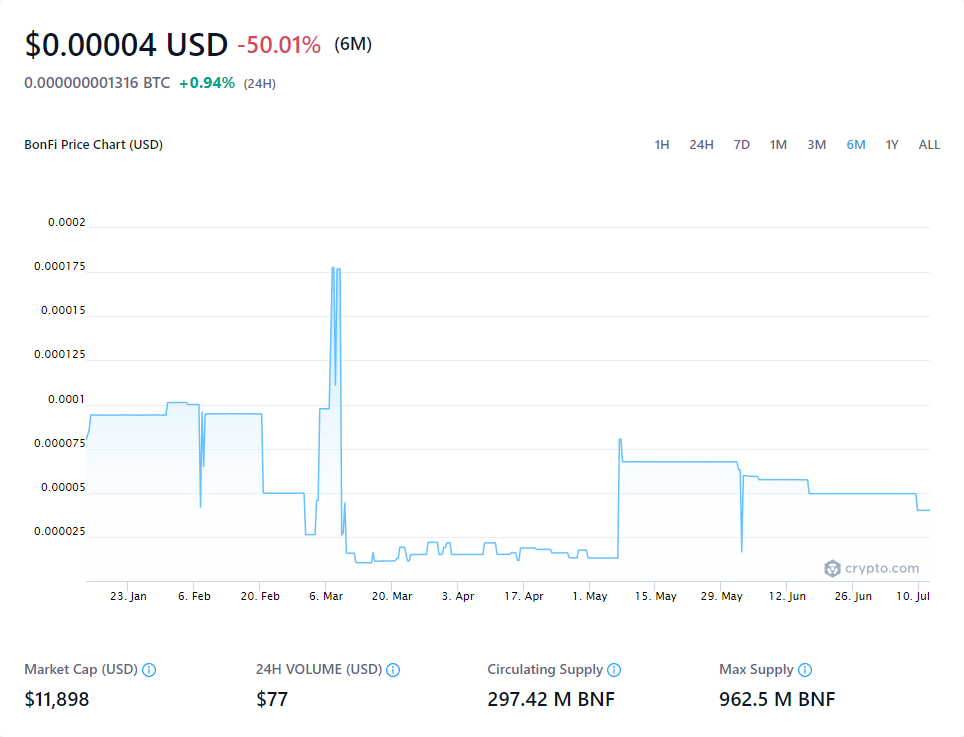 $0.00004 USD -50.01% (6M)
0.000000001316 BTC +0.94% (24H)
BonFi Price Chart (USD)
1H 24H 7D 1M 3M 6M 1Y ALL
0.0002
0.000175
0.00015
0.000125
0.0001
0.000075
0.00005
0.000025
crypto.com
23. Jan 6. Feb 20. Feb 6. Mar 20. Mar 3. Apr 17. Apr 1. May 15. May 29. May 12. Jun 26. Jun 10. Jul
Market Cap (USD) 24H VOLUME (USD) Circulating Supply Max Supply
$11,898 $77 297.42 M BNF 962.5 M BNF